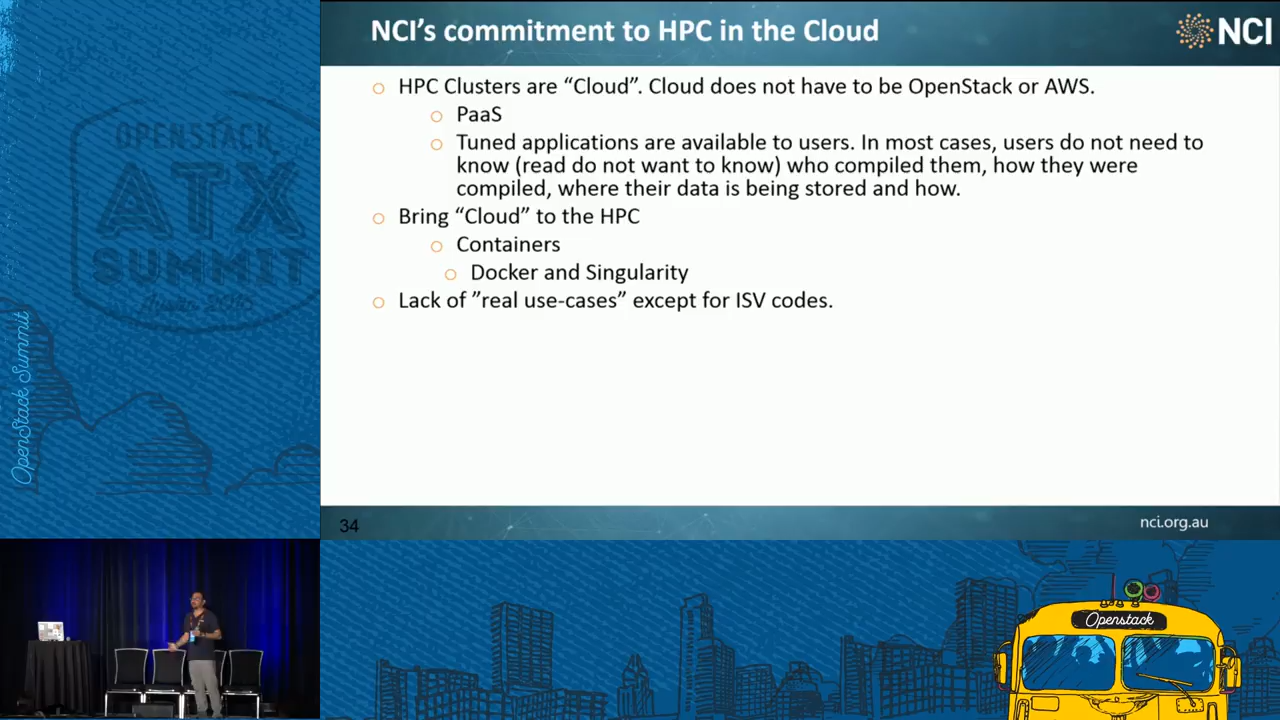 NCI's commitment to HPC in the Cloud
NCI
HPC Clusters are “Cloud”. Cloud does not have to be OpenStack or AWS.
PaaS
Tuned applications are available to users. In most cases, users do not need to
know (read do not want to know) who compiled them, how they were
compiled, where their data is being stored and how.
Bring “Cloud” to the HPC
Containers
Docker and Singularity
Lack of ”real use-cases” except for ISV codes.
34
nci.org.au
OPENSTACK
ATX
SUMMIT
OpenStack Summit
Openstack